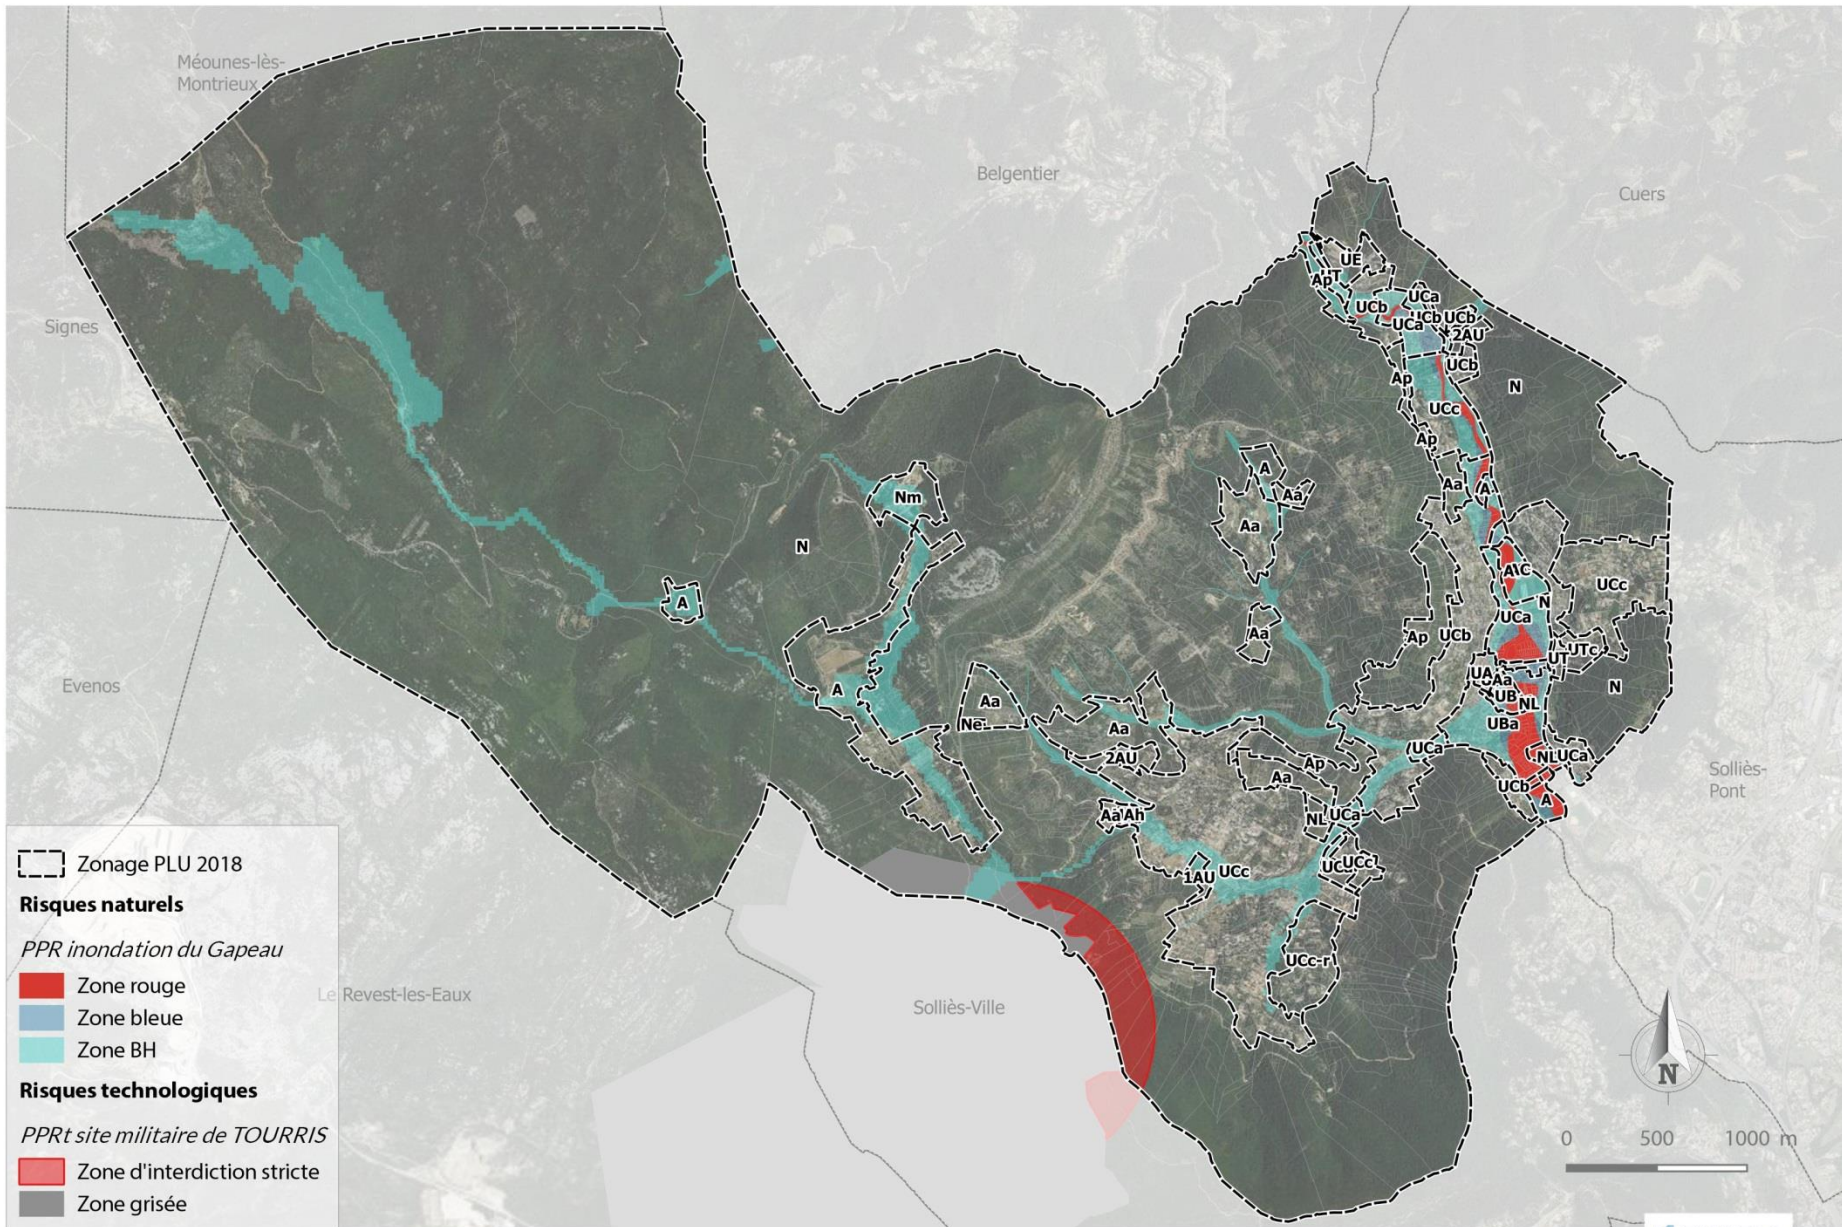 Méounes-lès-
Montrieux
Belgentier
Cuers
Signes
Evenos
Le Revest-les-Eaux
Solliès-Ville
Solliès-
Pont
UE
UT
Ap
UCb
UCa
UCb
UCb
UCa
2AU
UCb
Ap
N
UCc
Ap
A
Aa
Aa
A
Nm
Aa
N
A
UCc
A
N
UCa
Aa
Ap
UCb
UTc
UT
UA
Aa
N
A
UB
NL
Aa
Ne
UBa
Aa
UCa
NL
UCa
2AU
Ap
Aa
UCb
A
Aa
Ah
NL
UCa
UCc
UCc
1AU
UCc-r
Zonage PLU 2018
Risques naturels
PPR inondation du Gapeau
Zone rouge
Zone bleue
Zone BH
Risques technologiques
PPRt site militaire de TOURRIS
Zone d'interdiction stricte
Zone grisée
N
0 500 1000 m